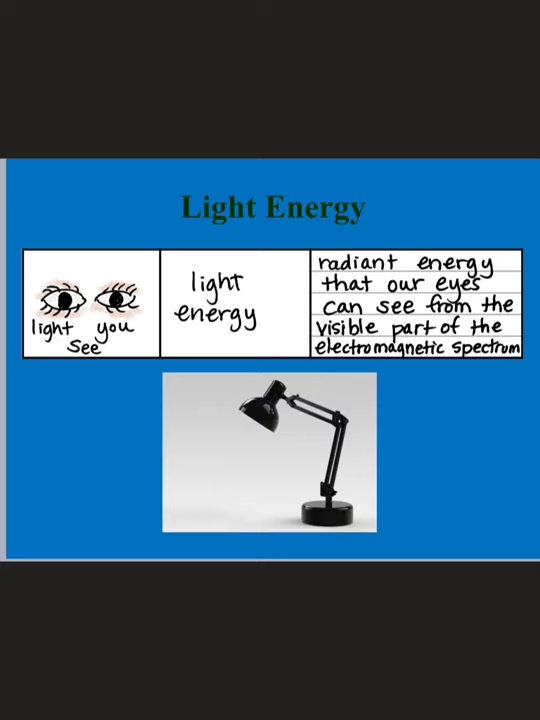 Light Energy
light you
see
light
energy
radiant energy
that our eyes
can see from the
visible part of the
electromagnetic spectrum